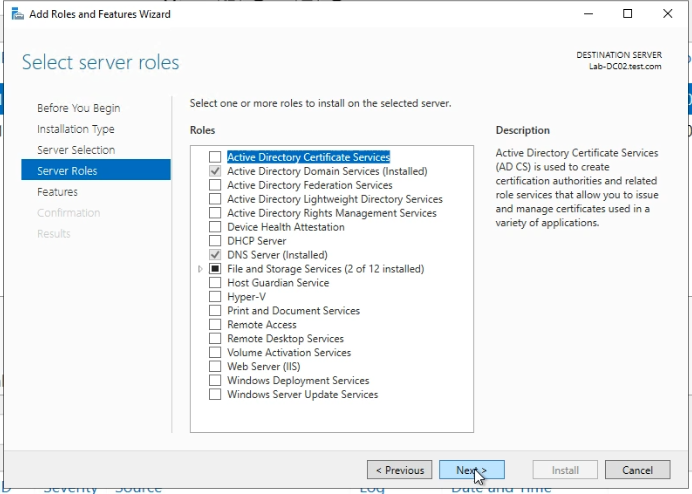 Add Roles and Features Wizard
Select server roles
DESTINATION SERVER
Lab-DC02.test.com
Before You Begin
Installation Type
Server Selection
Server Roles
Features
Confirmation
Results
Select one or more roles to install on the selected server.
Roles
Active Directory Certificate Services
Active Directory Domain Services (Installed)
Active Directory Federation Services
Active Directory Lightweight Directory Services
Active Directory Rights Management Services
Device Health Attestation
DHCP Server
DNS Server (Installed)
File and Storage Services (2 of 12 installed)
Host Guardian Service
Hyper-V
Print and Document Services
Remote Access
Remote Desktop Services
Volume Activation Services
Web Server (IIS)
Windows Deployment Services
Windows Server Update Services
Description
Active Directory Certificate Services
(AD CS) is used to create
certification authorities and related
role services that allow you to issue
and manage certificates used in a
variety of applications.
< Previous
Next >
Install
Cancel
Severity Source Log Date and Time